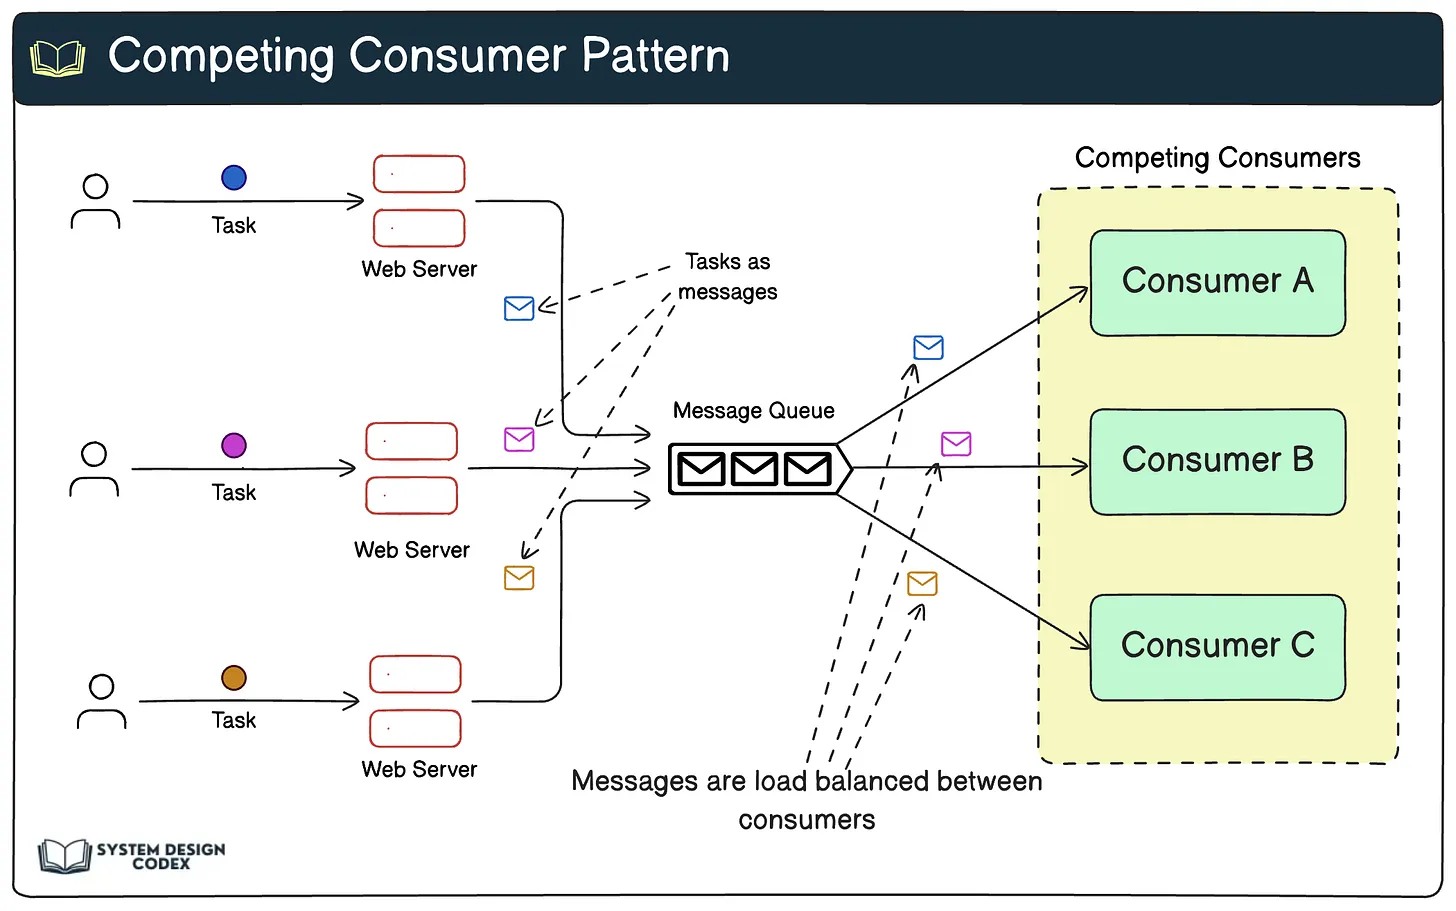 Competing Consumer Pattern
Competing Consumers
Task
Web Server
Tasks as
messages
Consumer A
Message Queue
Task
Web Server
Consumer B
Task
Web Server
Consumer C
Messages are load balanced between
consumers
SYSTEM DESIGN
CODEX